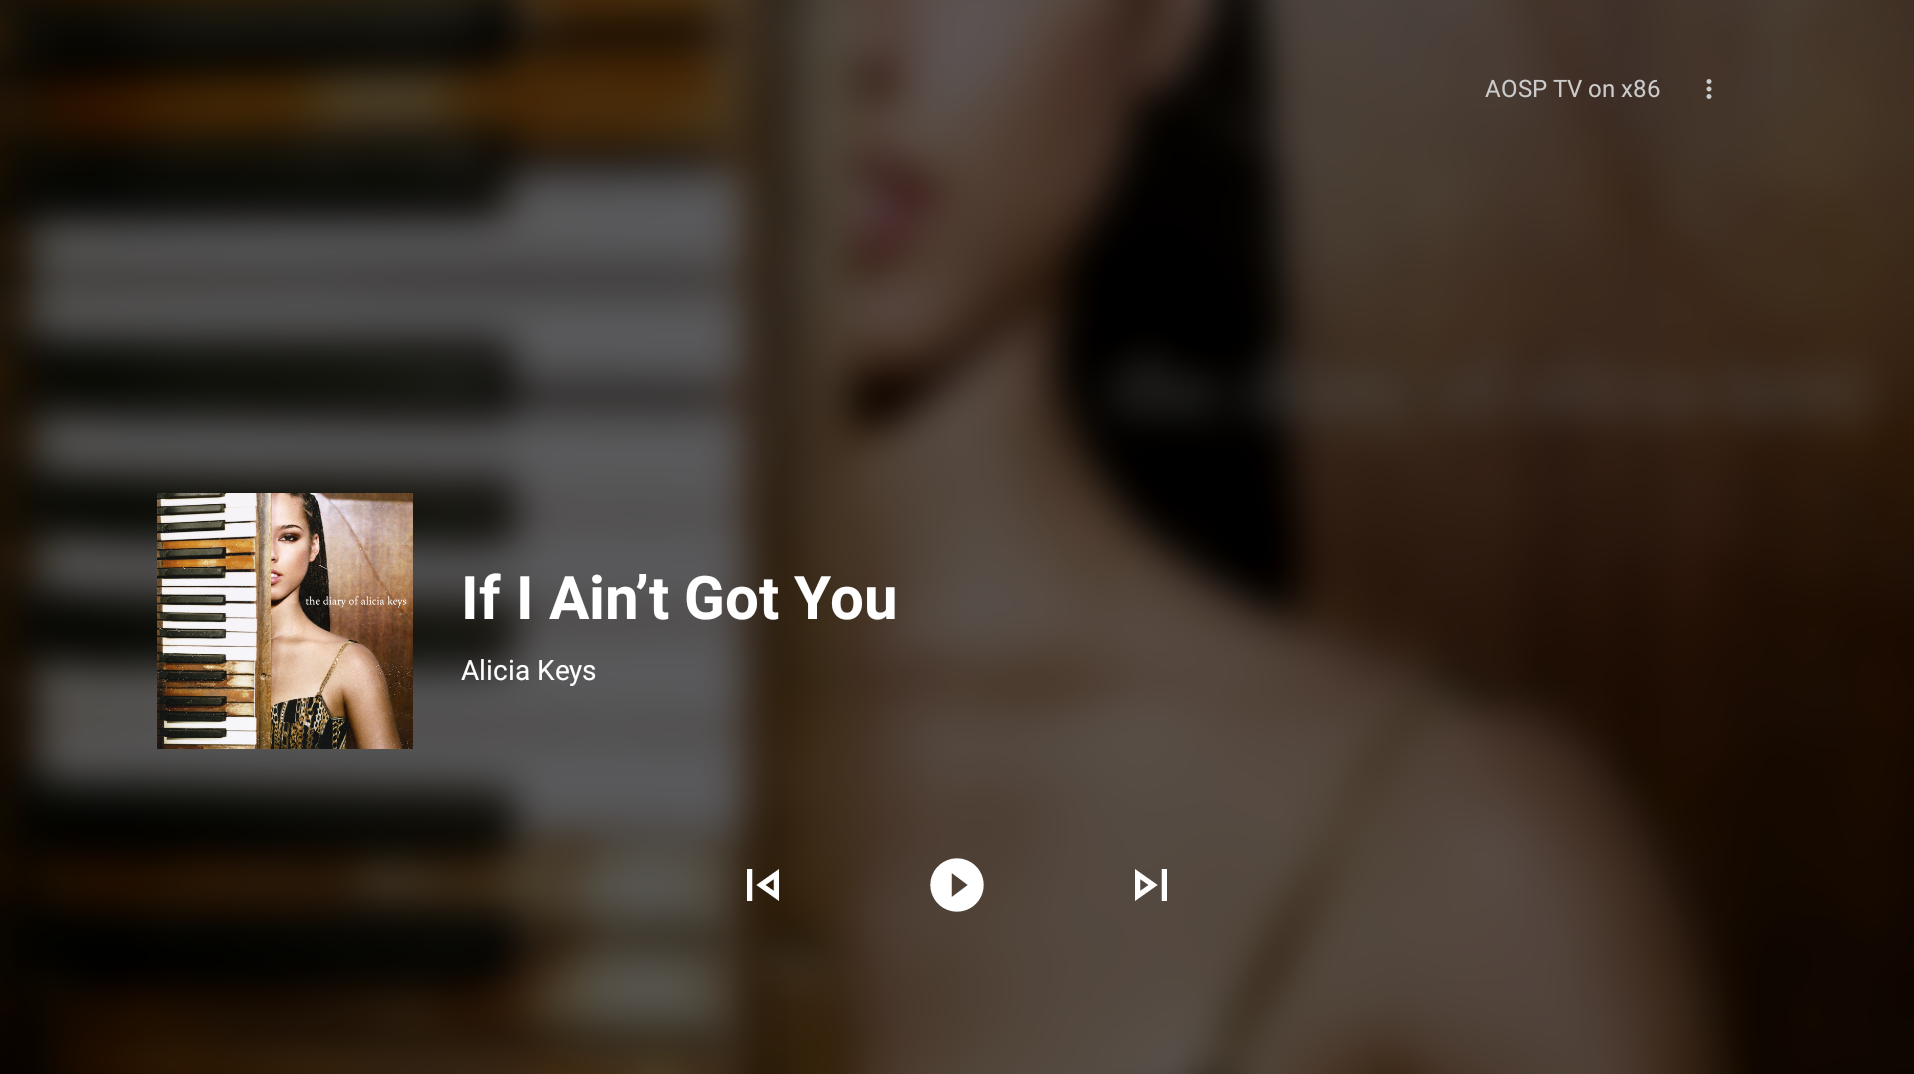 AOSP TV on x86
the diary of alicia keys
If I Ain’t Got You
Alicia Keys